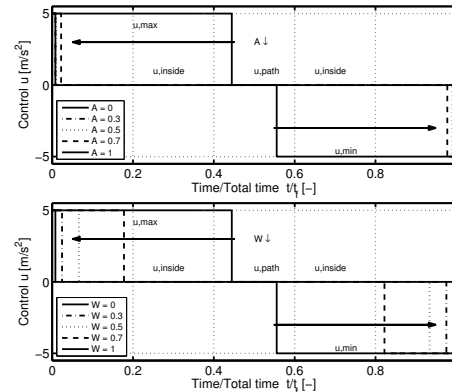 5
0
−5
Control u [m/s²]
u,max
A ↓
u,inside
u,path
u,inside
u,min
A = 0
A = 0.3
A = 0.5
A = 0.7
A = 1
0
0.2
0.4
0.6
0.8
Time/Total time t/t_f [−]
5
0
−5
Control u [m/s²]
u,max
W ↓
u,inside
u,path
u,inside
u,min
W = 0
W = 0.3
W = 0.5
W = 0.7
W = 1
0
0.2
0.4
0.6
0.8
Time/Total time t/t_f [−]